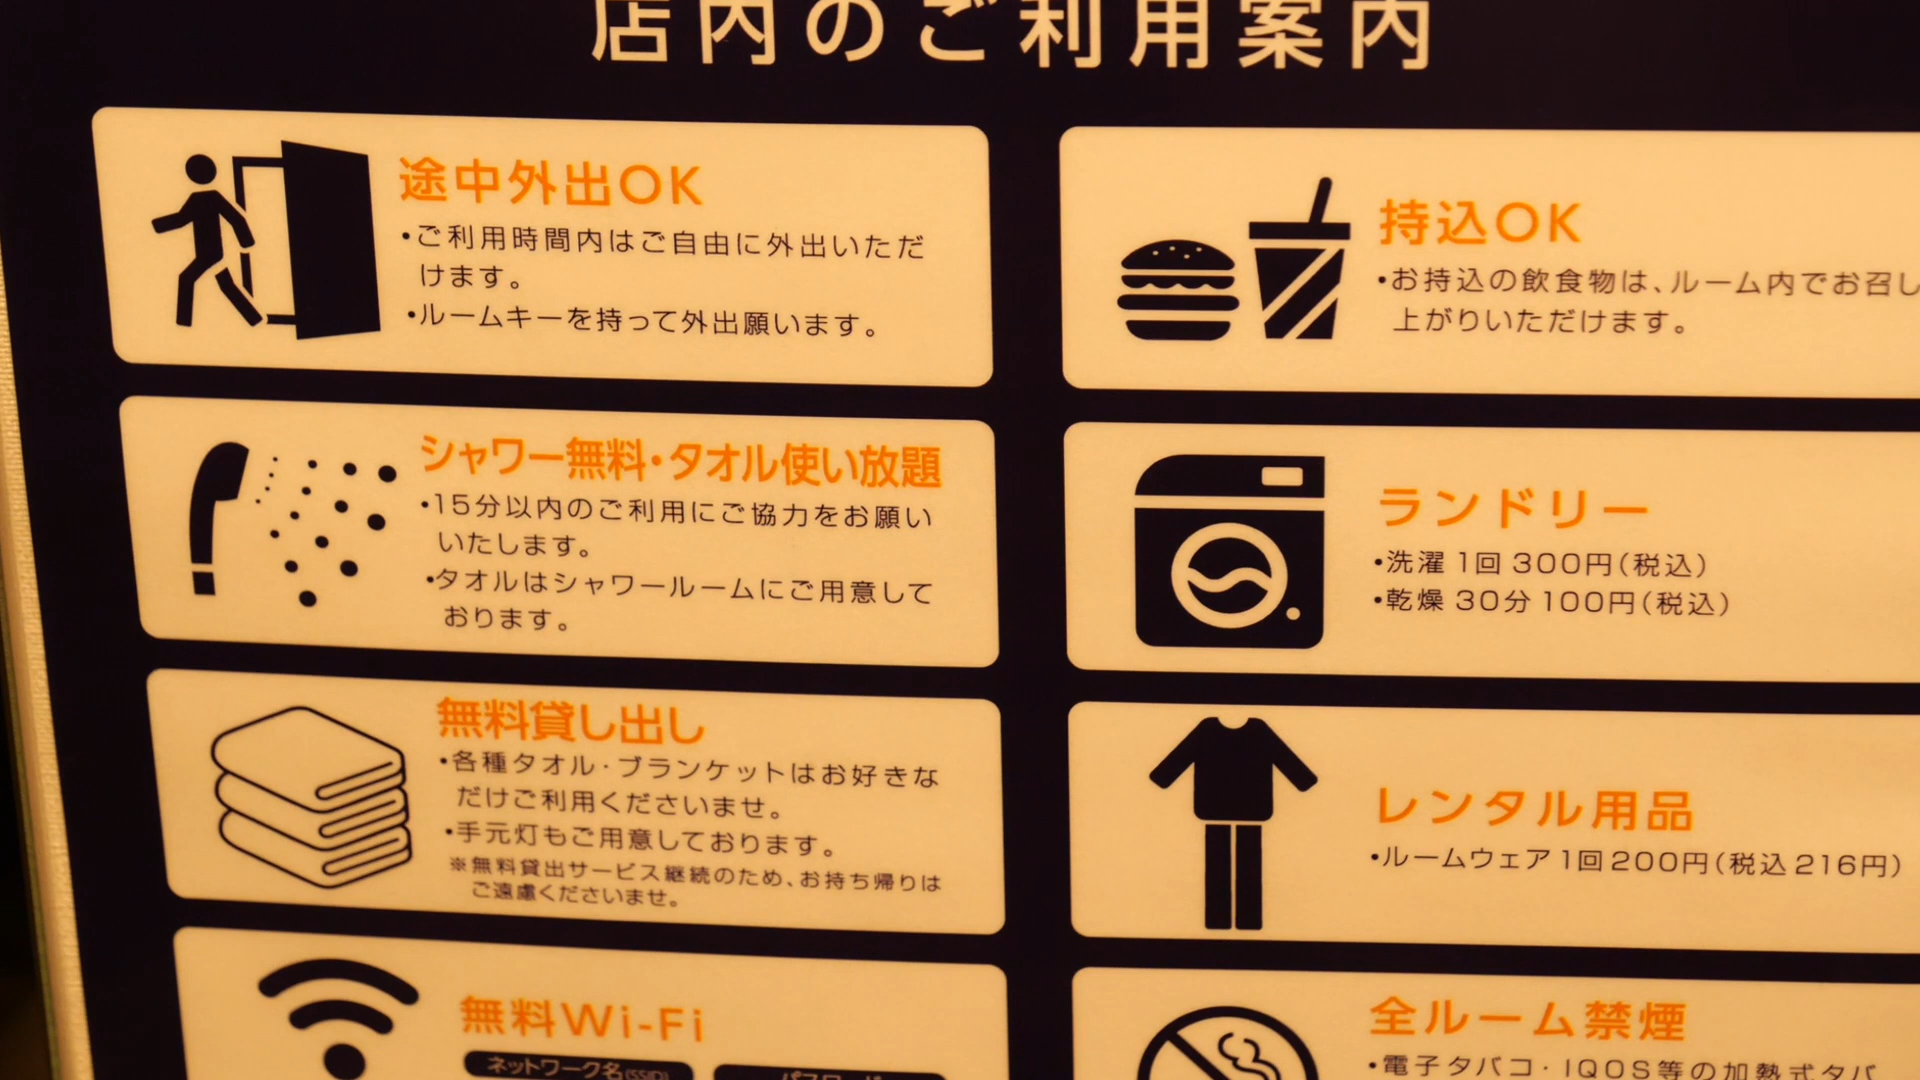 店内のご利用案内
途中外出OK
•ご利用時間内はご自由に外出いただ
けます。
•ルームキーを持って外出願います。
持込OK
•お持込の飲食物は、ルーム内でお召し
上がりいただけます。
シャワー無料・タオル使い放題
•15分以内のご利用にご協力をお願い
いたします。
•タオルはシャワールームにご用意して
おります。
ランドリー
•洗濯 1回 300円(税込)
•乾燥 30分 100円(税込)
無料貸し出し
•各種タオル・ブランケットはお好きな
だけご利用くださいませ。
•手元灯もご用意しております。
※無料貸出サービス継続のため、お持ち帰りは
ご遠慮くださいませ。
レンタル用品
•ルームウェア 1回 200円(税込 216円)
無料Wi-Fi
ネットワーク名(SSID)
パスワード
全ルーム禁煙
•電子タバコ・IQOS等の加熱式タバ